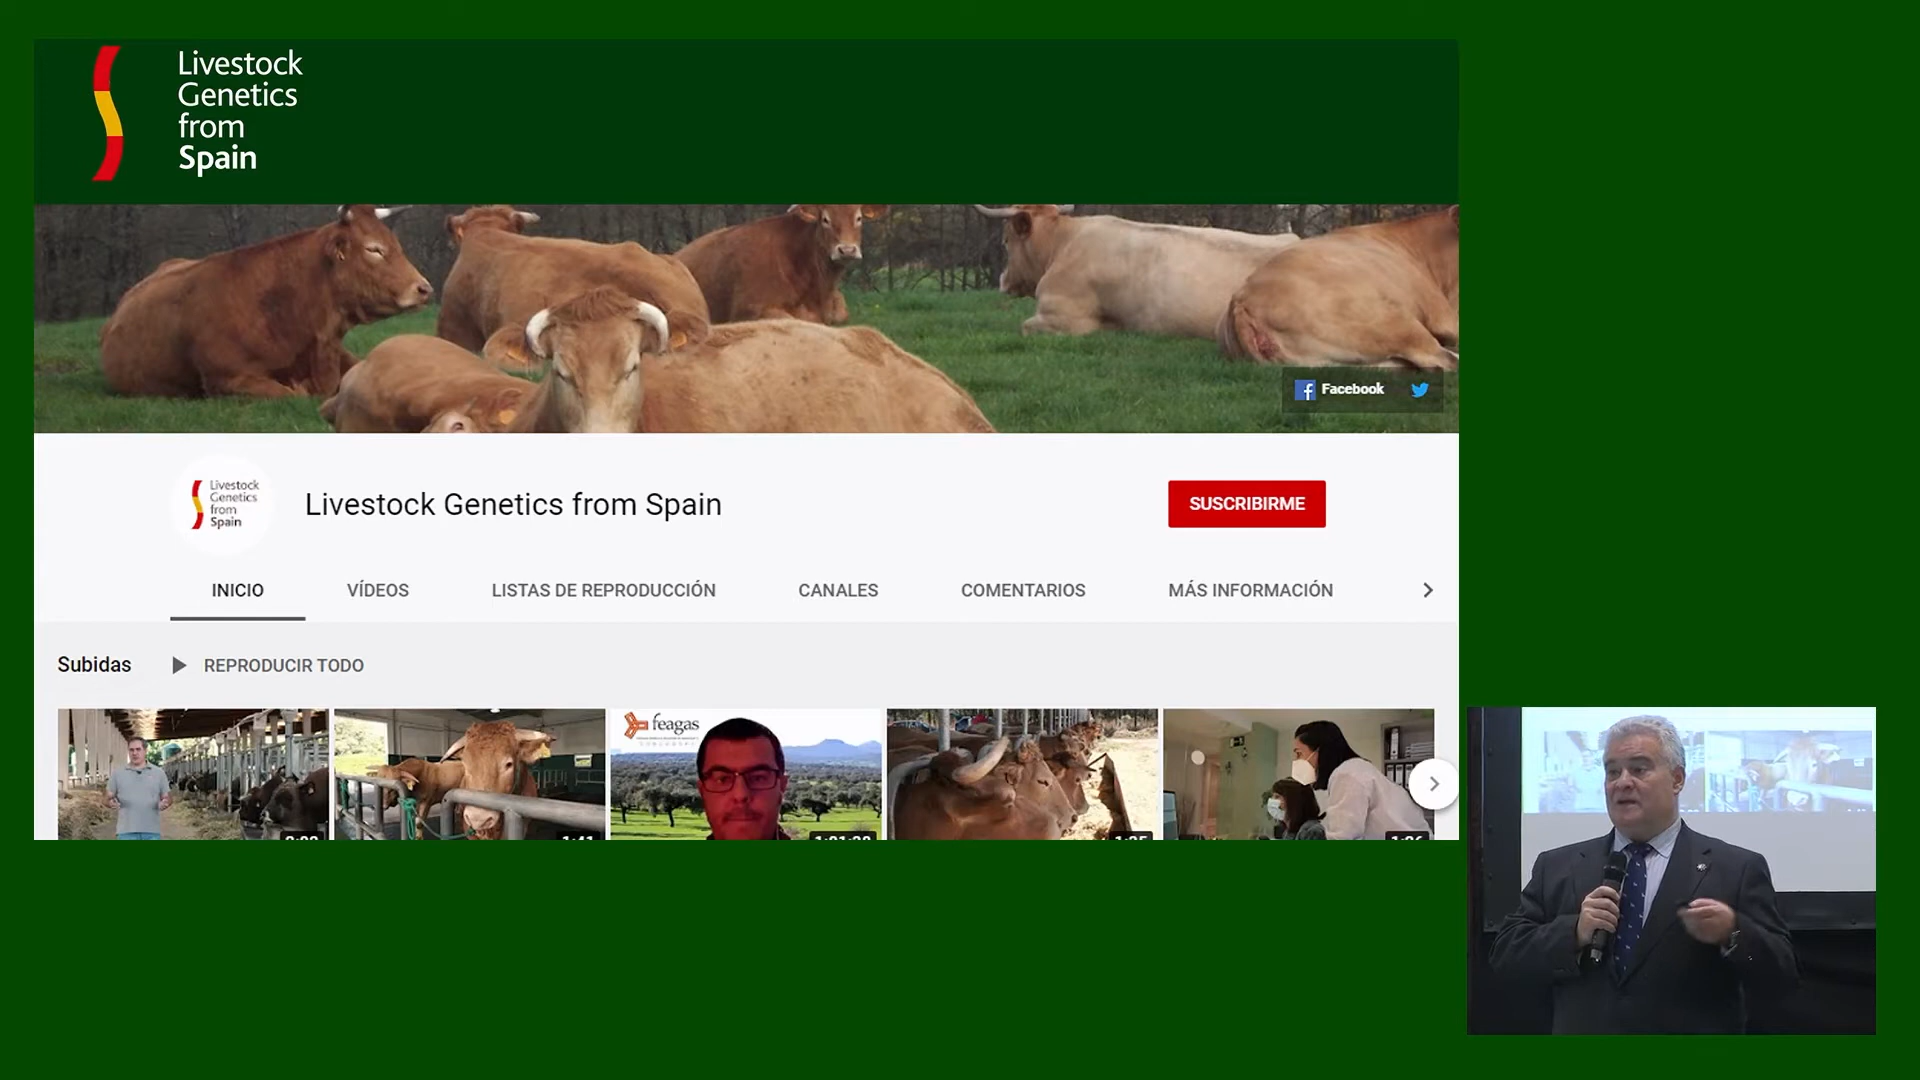 Livestock
Genetics
from
Spain
Facebook
Livestock
Genetics
from
Spain
Livestock Genetics from Spain
SUSCRIBIRME
INICIO
VÍDEOS
LISTAS DE REPRODUCCIÓN
CANALES
COMENTARIOS
MÁS INFORMACIÓN
Subidas
REPRODUCIR TODO
feagas